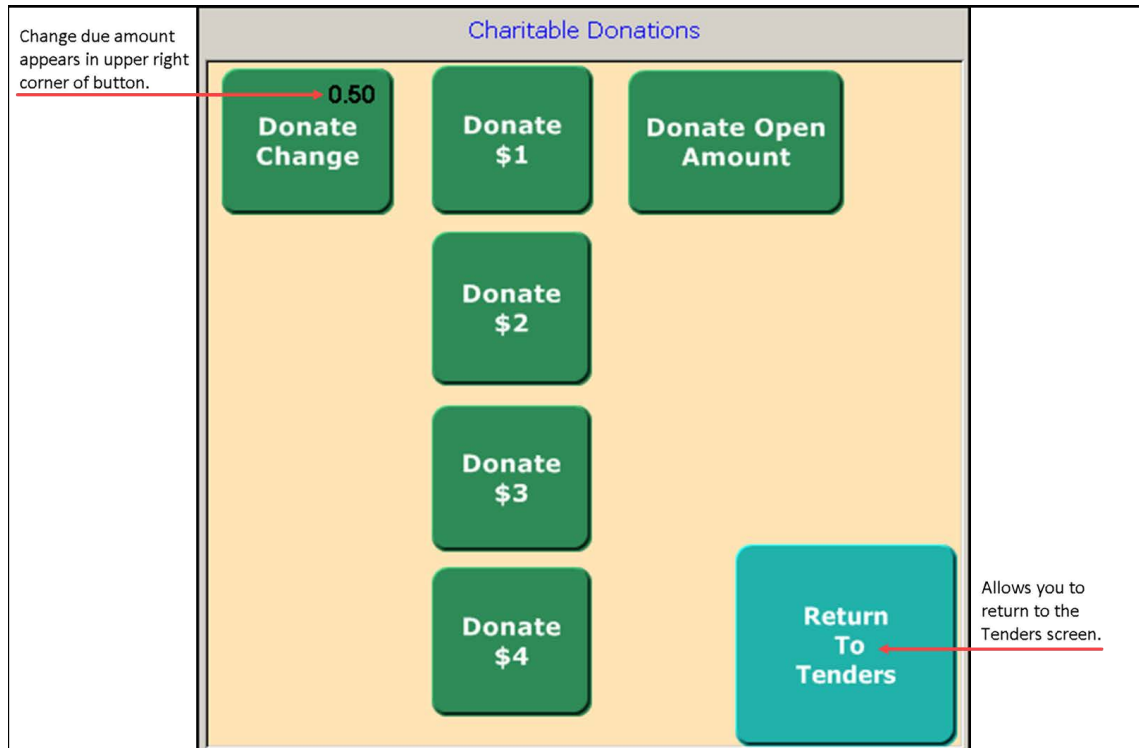 Charitable Donations
Change due amount
appears in upper right
corner of button.
0.50
Donate
Change
Donate
$1
Donate Open
Amount
Donate
$2
Donate
$3
Donate
$4
Return
To
Tenders
Allows you to
return to the
Tenders screen.